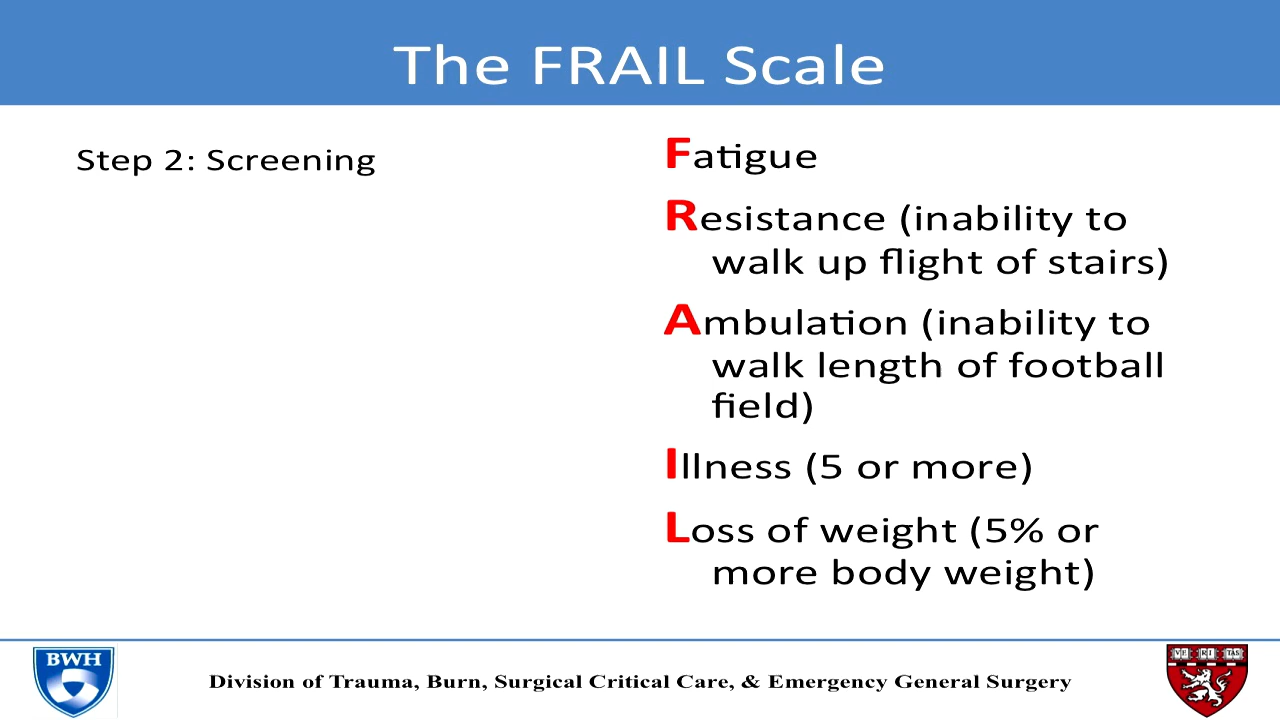 The FRAIL Scale
Step 2: Screening
Fatigue
Resistance (inability to
walk up flight of stairs)
Ambulation (inability to
walk length of football
field)
Illness (5 or more)
Loss of weight (5% or
more body weight)
BWH
Division of Trauma, Burn, Surgical Critical Care, & Emergency General Surgery
VE RI TAS